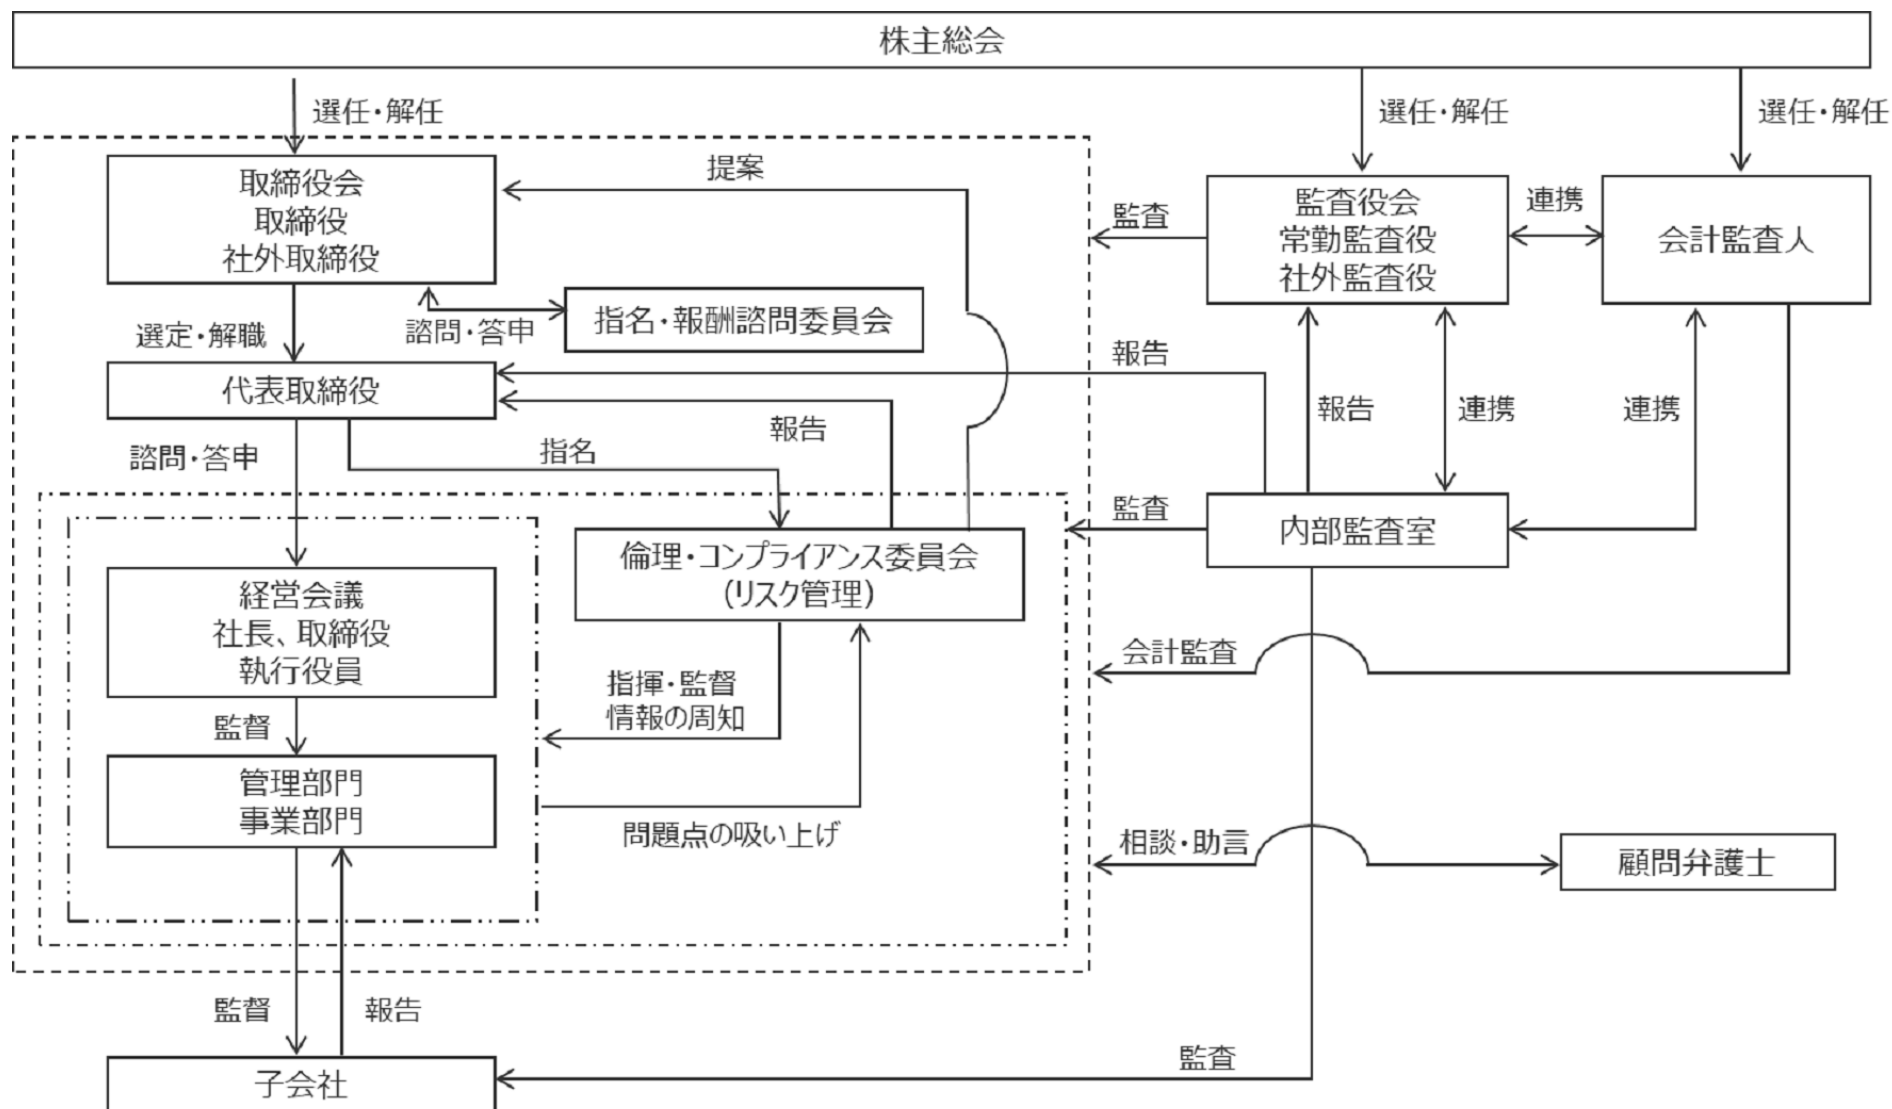 株主総会
選任・解任
選任・解任
選任・解任
取締役会
取締役
社外取締役
提案
監査
監査役会
常勤監査役
社外監査役
連携
会計監査人
選定・解職
諮問・答申
指名・報酬諮問委員会
代表取締役
報告
報告
報告
連携
連携
諮問・答申
指名
監査
内部監査室
倫理・コンプライアンス委員会
(リスク管理)
経営会議
社長、取締役
執行役員
指揮・監督
情報の周知
会計監査
監督
管理部門
事業部門
問題点の吸い上げ
相談・助言
顧問弁護士
監督
報告
監査
子会社